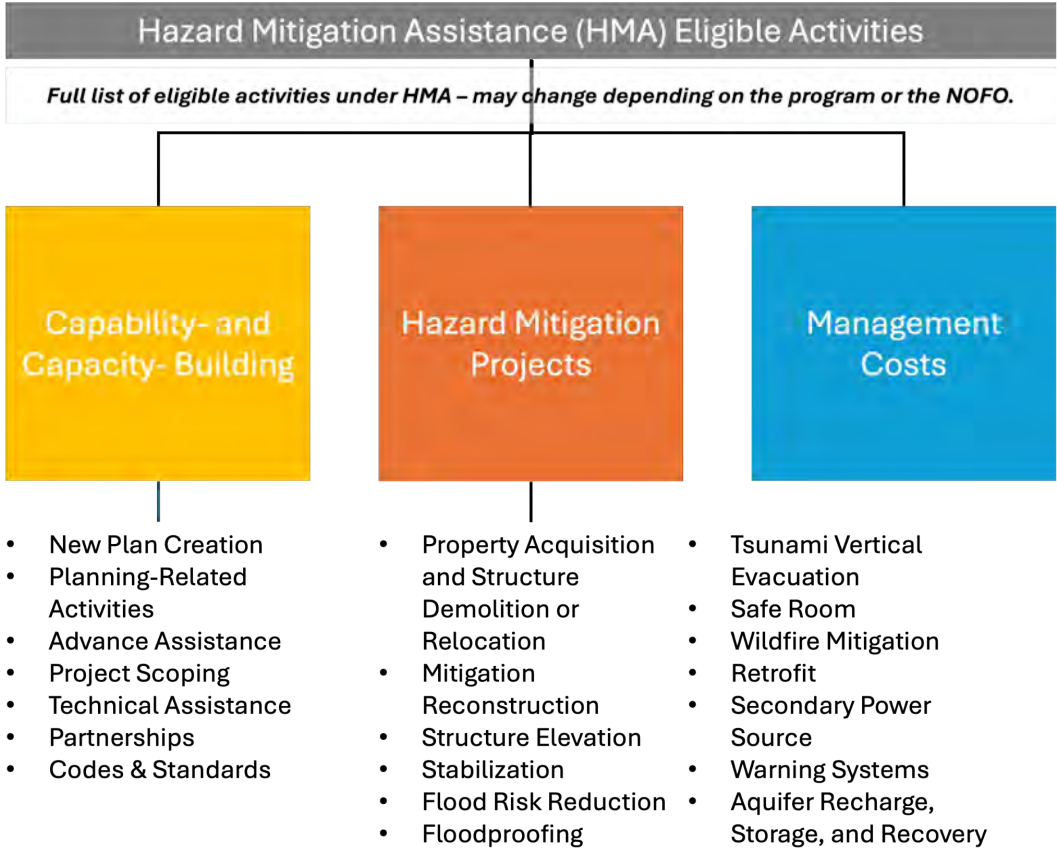 Hazard Mitigation Assistance (HMA) Eligible Activities
Full list of eligible activities under HMA – may change depending on the program or the NOFO.
Capability- and
Capacity- Building
Hazard Mitigation
Projects
Management
Costs
• New Plan Creation
• Planning-Related
Activities
• Advance Assistance
• Project Scoping
• Technical Assistance
• Partnerships
• Codes & Standards
• Property Acquisition
and Structure
Demolition or
Relocation
• Mitigation
Reconstruction
• Structure Elevation
• Stabilization
• Flood Risk Reduction
• Floodproofing
• Tsunami Vertical
Evacuation
• Safe Room
• Wildfire Mitigation
• Retrofit
• Secondary Power
Source
• Warning Systems
• Aquifer Recharge,
Storage, and Recovery